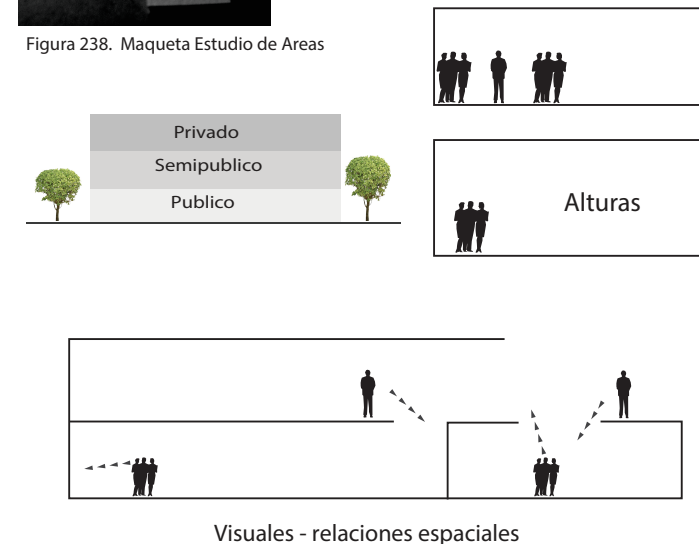 Figura 238. Maqueta Estudio de Areas
Privado
Semipublico
Publico
Alturas
Visuales - relaciones espaciales